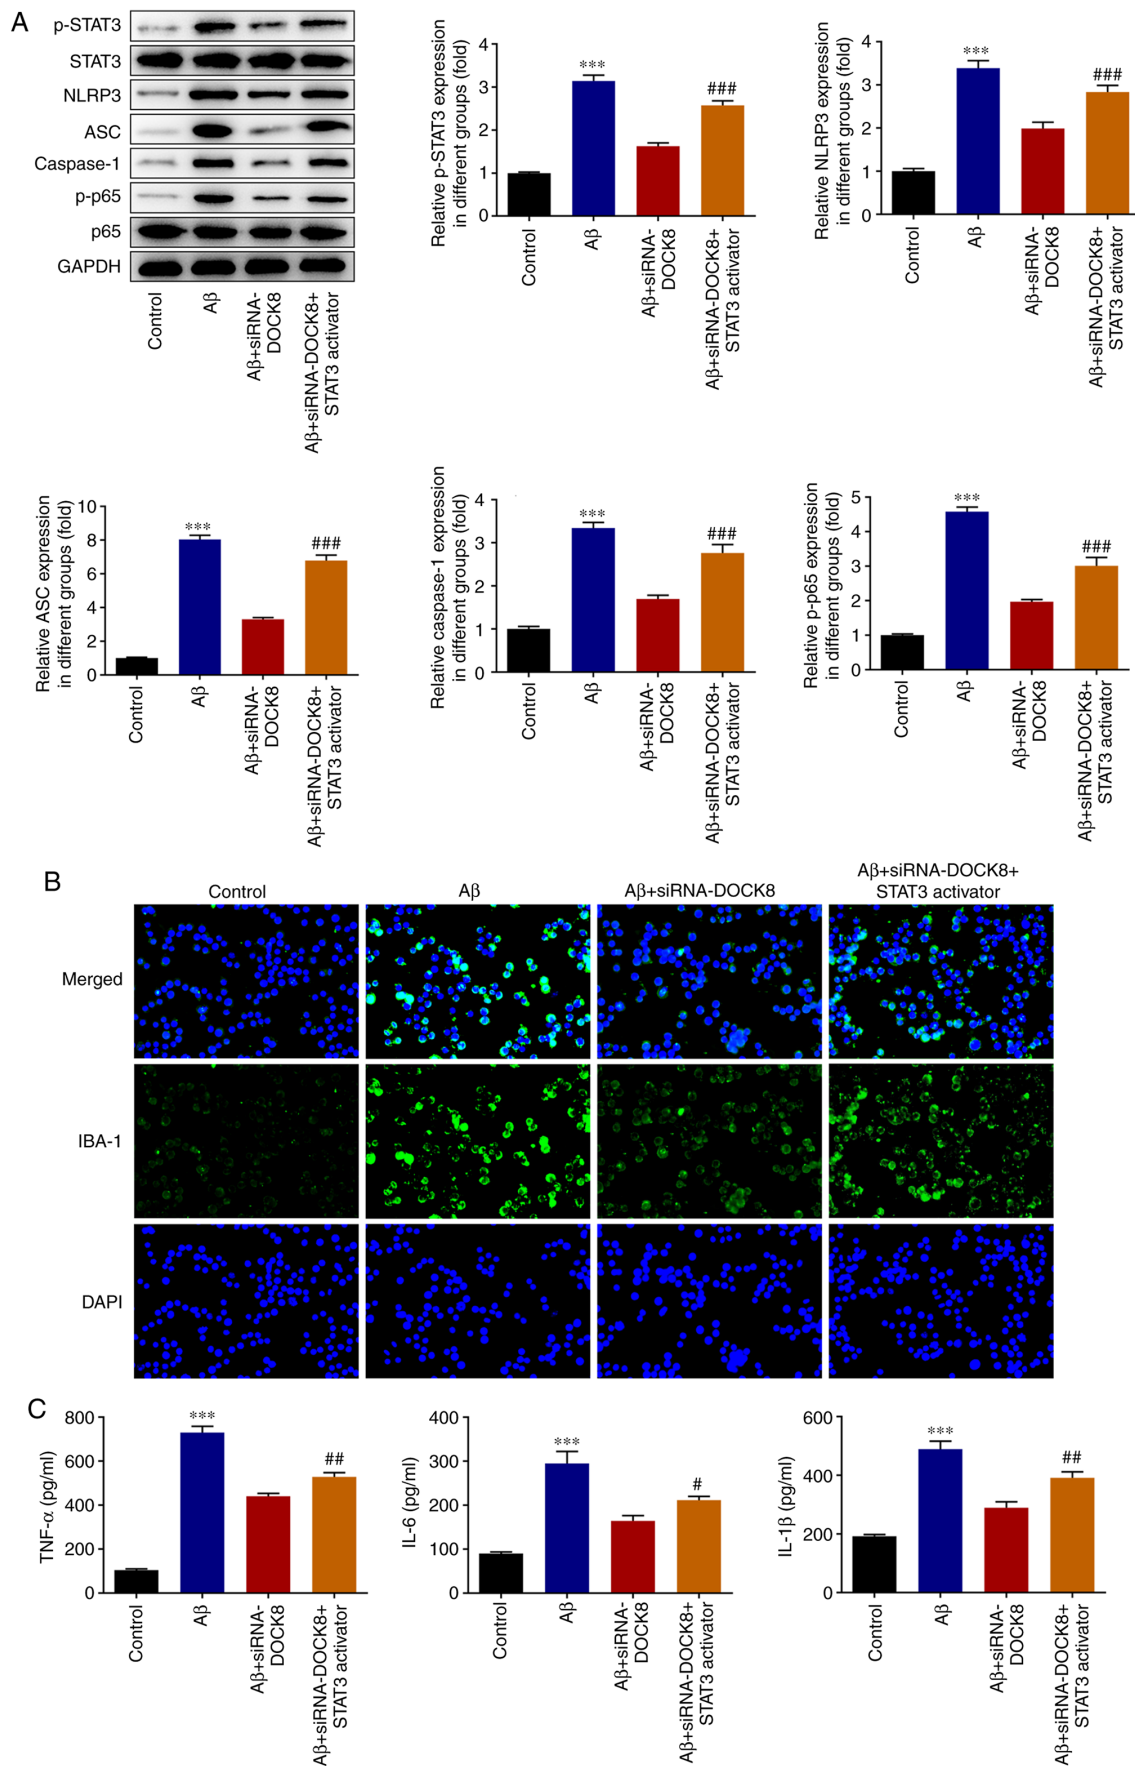 A
p-STAT3
STAT3
NLRP3
ASC
Caspase-1
p-p65
p65
GAPDH
Control
Aβ
Aβ+siRNA-
DOCK8
Aβ+siRNA-DOCK8+
STAT3 activator
Relative p-STAT3 expression
in different groups (fold)
4
3
2
1
0
***
###
Control
Aβ
Aβ+siRNA-
DOCK8
Aβ+siRNA-DOCK8+
STAT3 activator
Relative NLRP3 expression
in different groups (fold)
4
3
2
1
0
***
###
Control
Aβ
Aβ+siRNA-
DOCK8
Aβ+siRNA-DOCK8+
STAT3 activator
Relative ASC expression
in different groups (fold)
10
8
6
4
2
0
***
###
Control
Aβ
Aβ+siRNA-
DOCK8
Aβ+siRNA-DOCK8+
STAT3 activator
Relative caspase-1 expression
in different groups (fold)
4
3
2
1
0
***
###
Control
Aβ
Aβ+siRNA-
DOCK8
Aβ+siRNA-DOCK8+
STAT3 activator
Relative p-p65 expression
in different groups (fold)
5
4
3
2
1
0
***
###
Control
Aβ
Aβ+siRNA-
DOCK8
Aβ+siRNA-DOCK8+
STAT3 activator
B
Control
Aβ
Aβ+siRNA-DOCK8
Aβ+siRNA-DOCK8+
STAT3 activator
Merged
IBA-1
DAPI
C
TNF-α (pg/ml)
800
600
400
200
0
***
##
Control
Aβ
Aβ+siRNA-
DOCK8
Aβ+siRNA-DOCK8+
STAT3 activator
IL-6 (pg/ml)
400
300
200
100
0
***
#
Control
Aβ
Aβ+siRNA-
DOCK8
Aβ+siRNA-DOCK8+
STAT3 activator
IL-1β (pg/ml)
600
400
200
0
***
##
Control
Aβ
Aβ+siRNA-
DOCK8
Aβ+siRNA-DOCK8+
STAT3 activator